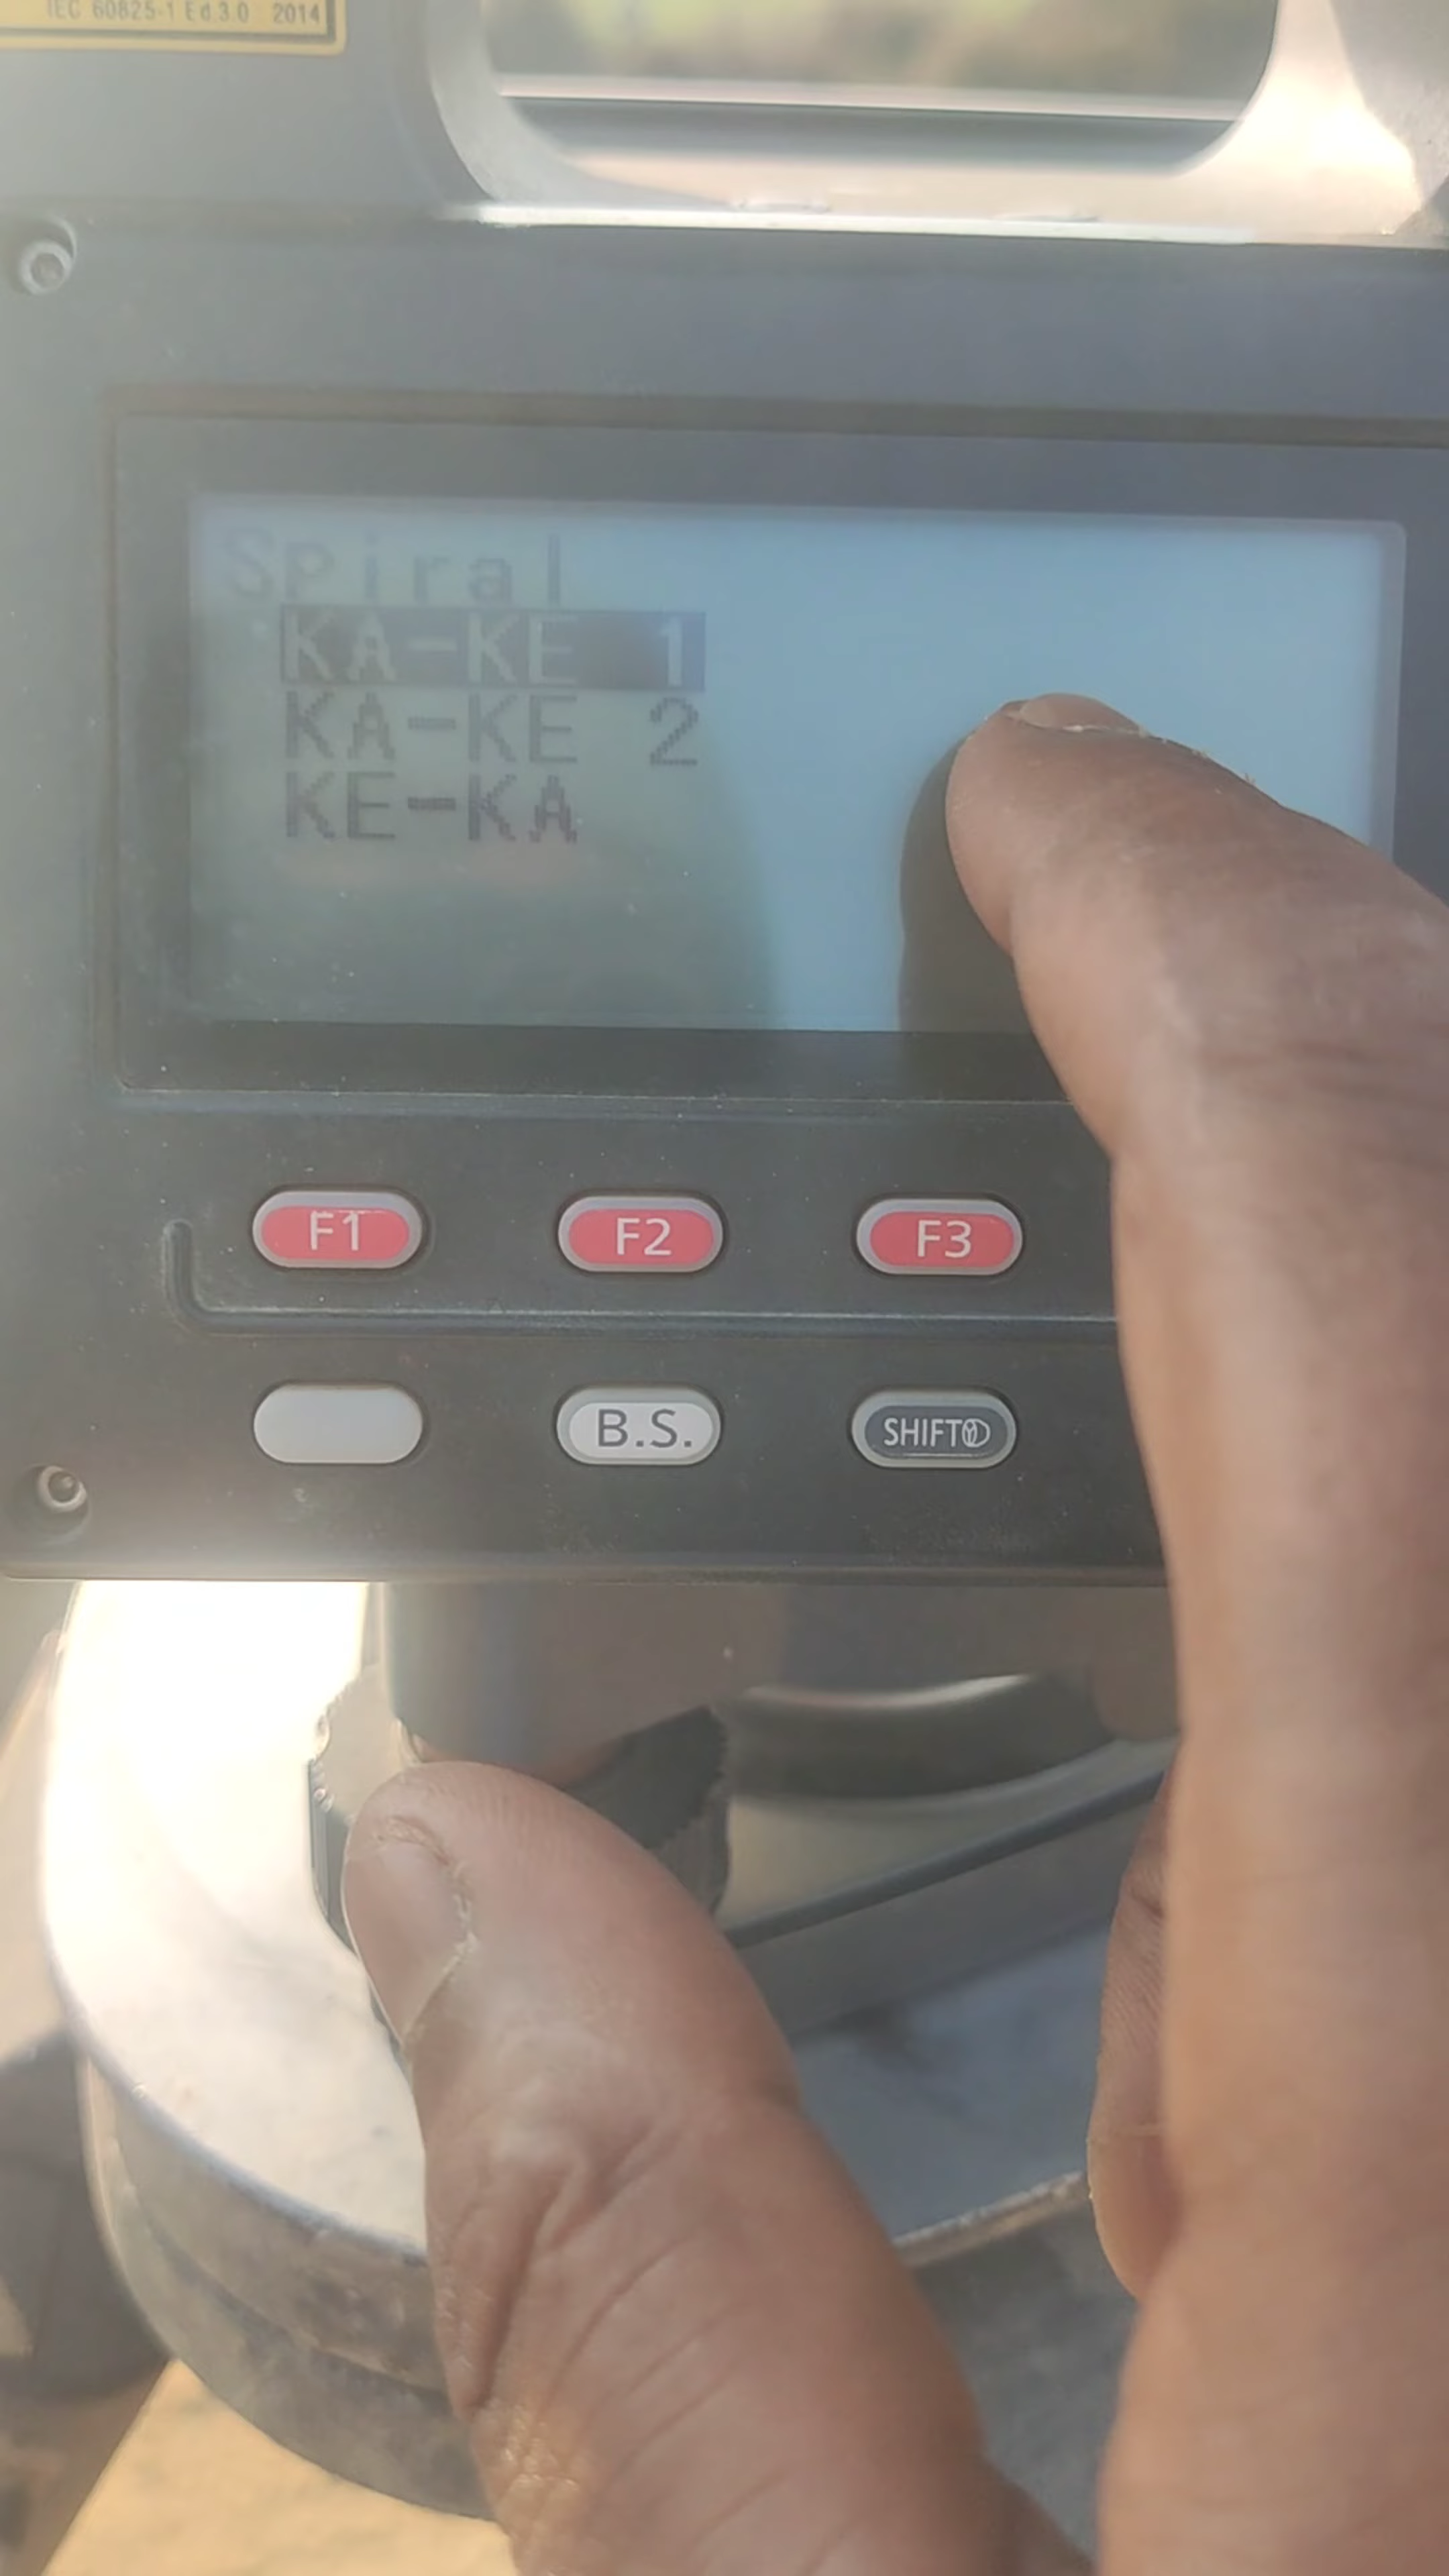 IEC 60825-1 Ed.3.0 2014
Spiral
KA-KE 1
KA-KE 2
KE-KA
F1 F2 F3
B.S. SHIFT